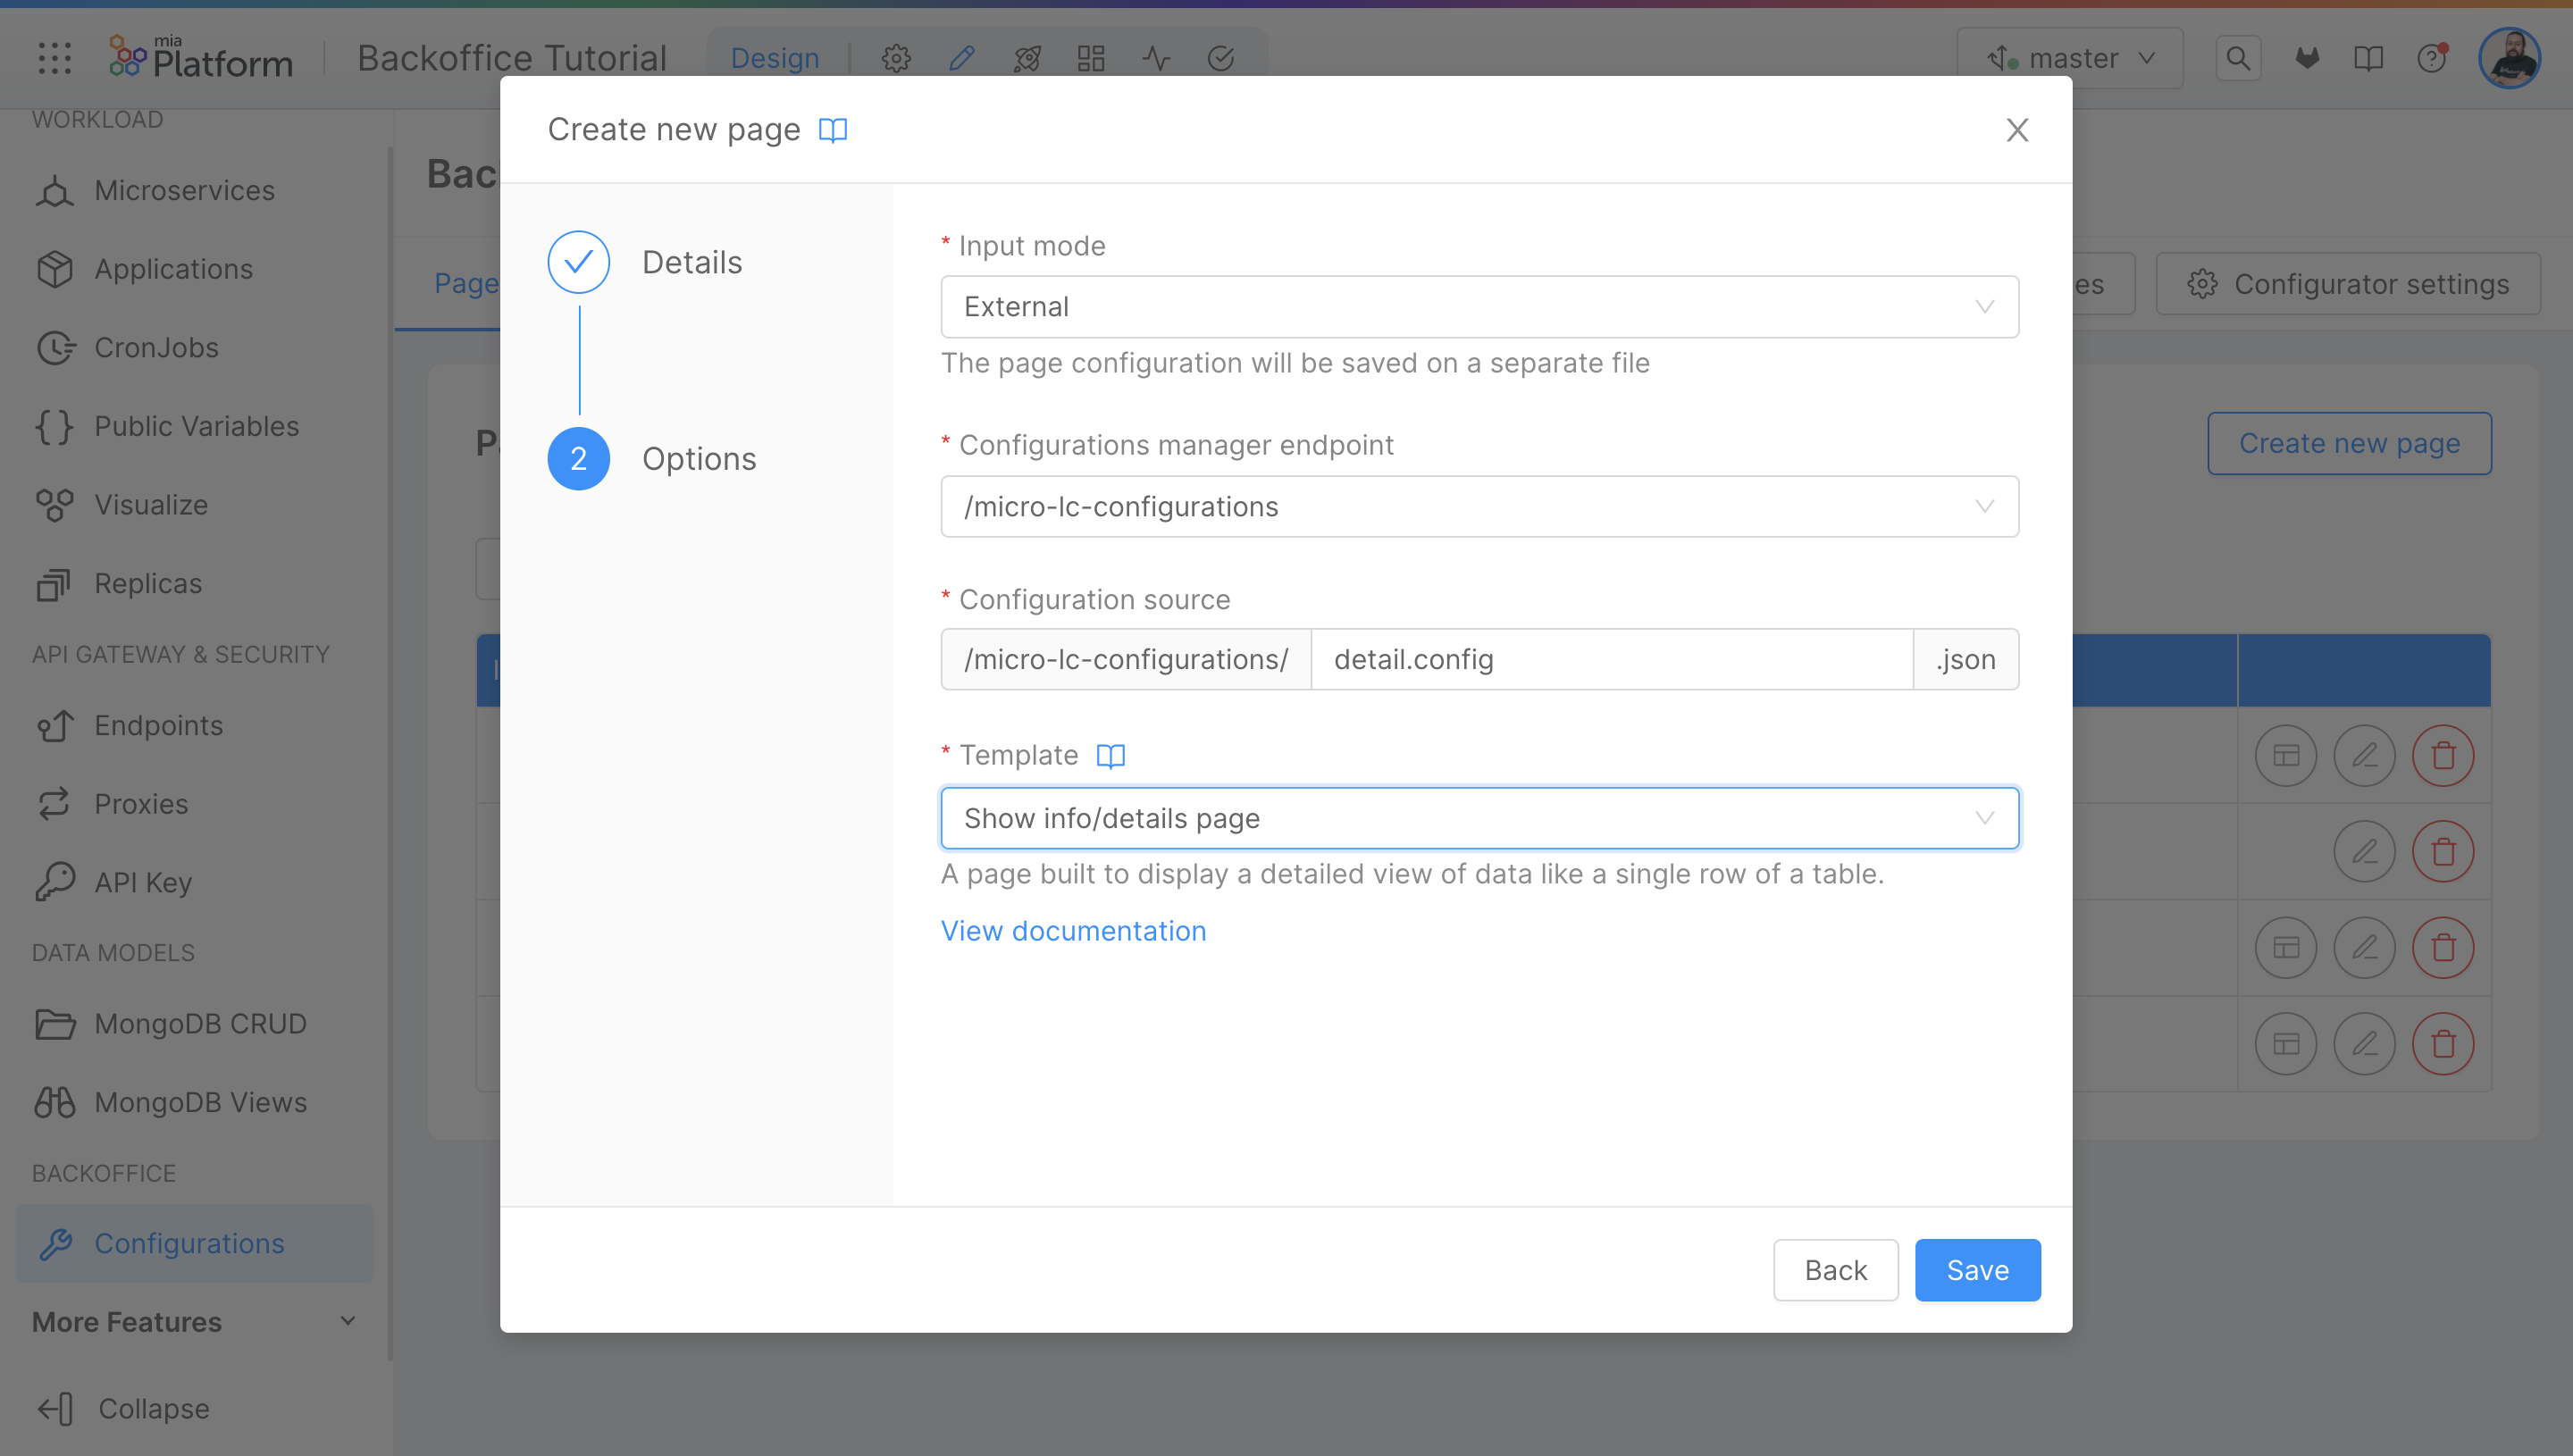 mia
Platform
Backoffice Tutorial
Design
master
WORKLOAD
Microservices
Applications
CronJobs
Public Variables
Visualize
Replicas
API GATEWAY & SECURITY
Endpoints
Proxies
API Key
DATA MODELS
MongoDB CRUD
MongoDB Views
BACKOFFICE
Configurations
More Features
Collapse
Bac
Page
es
Configurator settings
Create new page
Create new page
Details
2
Options
* Input mode
External
The page configuration will be saved on a separate file
* Configurations manager endpoint
/micro-lc-configurations
* Configuration source
/micro-lc-configurations/ detail.config .json
* Template
Show info/details page
A page built to display a detailed view of data like a single row of a table.
View documentation
Back
Save